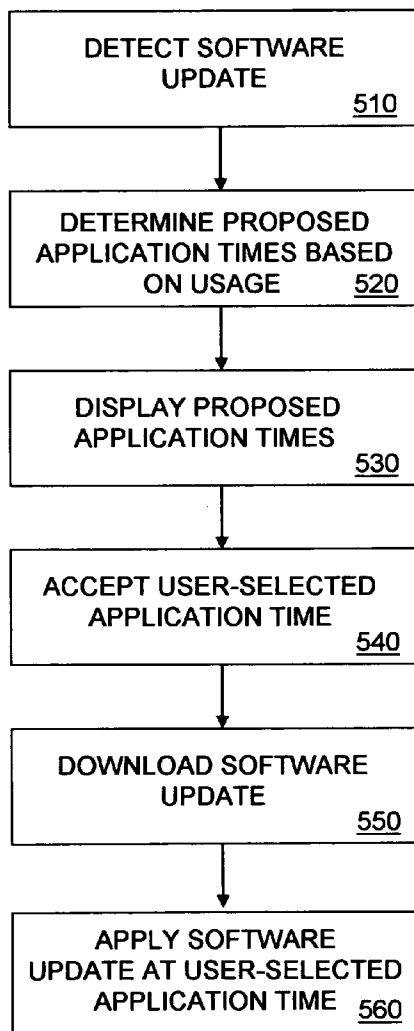 DETECT SOFTWARE
UPDATE
510
DETERMINE PROPOSED
APPLICATION TIMES BASED
ON USAGE
520
DISPLAY PROPOSED
APPLICATION TIMES
530
ACCEPT USER-SELECTED
APPLICATION TIME
540
DOWNLOAD SOFTWARE
UPDATE
550
APPLY SOFTWARE
UPDATE AT USER-SELECTED
APPLICATION TIME
560